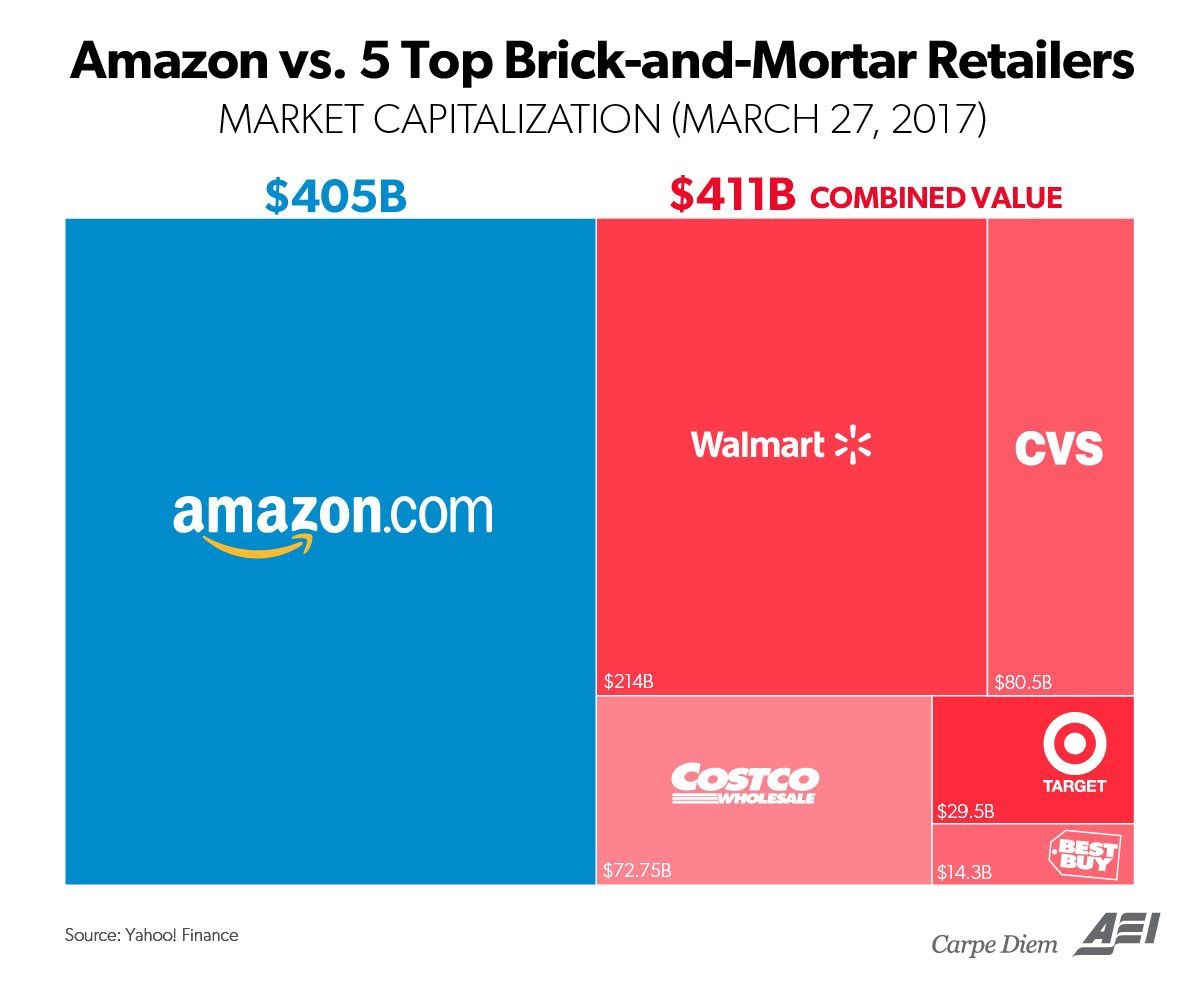 Amazon vs. 5 Top Brick-and-Mortar Retailers
MARKET CAPITALIZATION (MARCH 27, 2017)
$405B
$411B COMBINED VALUE
amazon.com
Walmart
$214B
CVS
$80.5B
COSTCO
WHOLESALE
$72.75B
TARGET
$29.5B
BEST
BUY
$14.3B
Source: Yahoo! Finance
Carpe Diem AEI